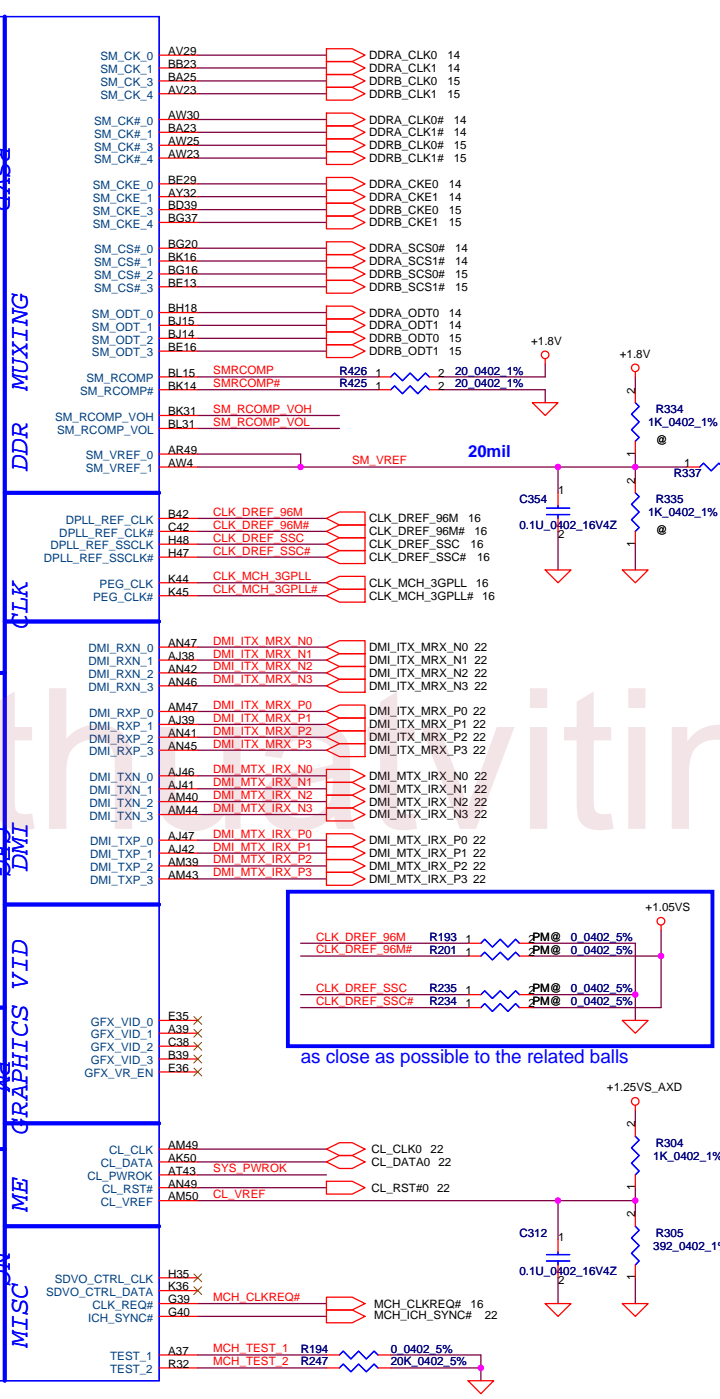 SM_CK_0 AV29 DDRA_CLK0 14
SM_CK_1 BB23 DDRA_CLK1 14
SM_CK_3 BA25 DDRB_CLK0 15
SM_CK_4 AV23 DDRB_CLK1 15
SM_CK#_0 AW30 DDRA_CLK0# 14
SM_CK#_1 BA23 DDRA_CLK1# 14
SM_CK#_3 AW25 DDRB_CLK0# 15
SM_CK#_4 AW23 DDRB_CLK1# 15
SM_CKE_0 BE29 DDRA_CKE0 14
SM_CKE_1 AY32 DDRA_CKE1 14
SM_CKE_3 BD39 DDRB_CKE0 15
SM_CKE_4 BG37 DDRB_CKE1 15
SM_CS#_0 BG20 DDRA_SCS0# 14
SM_CS#_1 BK16 DDRA_SCS1# 14
SM_CS#_2 BG16 DDRB_SCS0# 15
SM_CS#_3 BE13 DDRB_SCS1# 15
SM_ODT_0 BH18 DDRA_ODT0 14
SM_ODT_1 BJ15 DDRA_ODT1 14
SM_ODT_2 BJ14 DDRB_ODT0 15
SM_ODT_3 BE16 DDRB_ODT1 15
DDR MUXING
+1.8V
+1.8V
SM_RCOMP BL15 SMRCOMP R426 1 2 20_0402_1%
SM_RCOMP# BK14 SMRCOMP# R425 1 2 20_0402_1%
SM_RCOMP_VOH BK31 SM_RCOMP_VOH
SM_RCOMP_VOL BL31 SM_RCOMP_VOL
SM_VREF_0 AR49
SM_VREF_1 AW4 SM_VREF 20mil
2
R334
1K_0402_1%
@
1
1
R337
C354
1
0.1U_0402_16V4Z
2
2
R335
1K_0402_1%
@
1
DPLL_REF_CLK B42 CLK_DREF_96M CLK_DREF_96M 16
DPLL_REF_CLK# C42 CLK_DREF_96M# CLK_DREF_96M# 16
DPLL_REF_SSCLK H48 CLK_DREF_SSC CLK_DREF_SSC 16
DPLL_REF_SSCLK# H47 CLK_DREF_SSC# CLK_DREF_SSC# 16
PEG_CLK K44 CLK_MCH_3GPLL CLK_MCH_3GPLL 16
PEG_CLK# K45 CLK_MCH_3GPLL# CLK_MCH_3GPLL# 16
CLK
DMI_RXN_0 AN47 DMI_ITX_MRX_N0 DMI_ITX_MRX_N0 22
DMI_RXN_1 AJ38 DMI_ITX_MRX_N1 DMI_ITX_MRX_N1 22
DMI_RXN_2 AN42 DMI_ITX_MRX_N2 DMI_ITX_MRX_N2 22
DMI_RXN_3 AN46 DMI_ITX_MRX_N3 DMI_ITX_MRX_N3 22
DMI_RXP_0 AM47 DMI_ITX_MRX_P0 DMI_ITX_MRX_P0 22
DMI_RXP_1 AJ39 DMI_ITX_MRX_P1 DMI_ITX_MRX_P1 22
DMI_RXP_2 AN41 DMI_ITX_MRX_P2 DMI_ITX_MRX_P2 22
DMI_RXP_3 AN45 DMI_ITX_MRX_P3 DMI_ITX_MRX_P3 22
DMI_TXN_0 AJ46 DMI_MTX_IRX_N0 DMI_MTX_IRX_N0 22
DMI_TXN_1 AJ41 DMI_MTX_IRX_N1 DMI_MTX_IRX_N1 22
DMI_TXN_2 AM40 DMI_MTX_IRX_N2 DMI_MTX_IRX_N2 22
DMI_TXN_3 AM44 DMI_MTX_IRX_N3 DMI_MTX_IRX_N3 22
DMI_TXP_0 AJ47 DMI_MTX_IRX_P0 DMI_MTX_IRX_P0 22
DMI_TXP_1 AJ42 DMI_MTX_IRX_P1 DMI_MTX_IRX_P1 22
DMI_TXP_2 AM39 DMI_MTX_IRX_P2 DMI_MTX_IRX_P2 22
DMI_TXP_3 AM43 DMI_MTX_IRX_P3 DMI_MTX_IRX_P3 22
DMI
thuatvitin
+1.05VS
CLK_DREF_96M R193 1 2 PM@ 0_0402_5%
CLK_DREF_96M# R201 1 2 PM@ 0_0402_5%
CLK_DREF_SSC R235 1 2 PM@ 0_0402_5%
CLK_DREF_SSC# R234 1 2 PM@ 0_0402_5%
as close as possible to the related balls
GRAPHICS VID
GFX_VID_0 E35
GFX_VID_1 A39
GFX_VID_2 C38
GFX_VID_3 B39
GFX_VR_EN E36
+1.25VS_AXD
2
R304
1K_0402_1%
1
ME
CL_CLK AM49 CL_CLK0 22
CL_DATA AK50 CL_DATA0 22
CL_PWROK AT43 SYS_PWROK
CL_RST# AN49 CL_RST#0 22
CL_VREF AM50 CL_VREF
C312
1
0.1U_0402_16V4Z
2
2
R305
392_0402_1%
1
MISC
SDVO_CTRL_CLK H35
SDVO_CTRL_DATA K36
CLK_REQ# G39 MCH_CLKREQ# MCH_CLKREQ# 16
ICH_SYNC# G40 MCH_ICH_SYNC# 22
TEST_1 A37 MCH_TEST_1 R194 0_0402_5%
TEST_2 R32 MCH_TEST_2 R247 20K_0402_5%